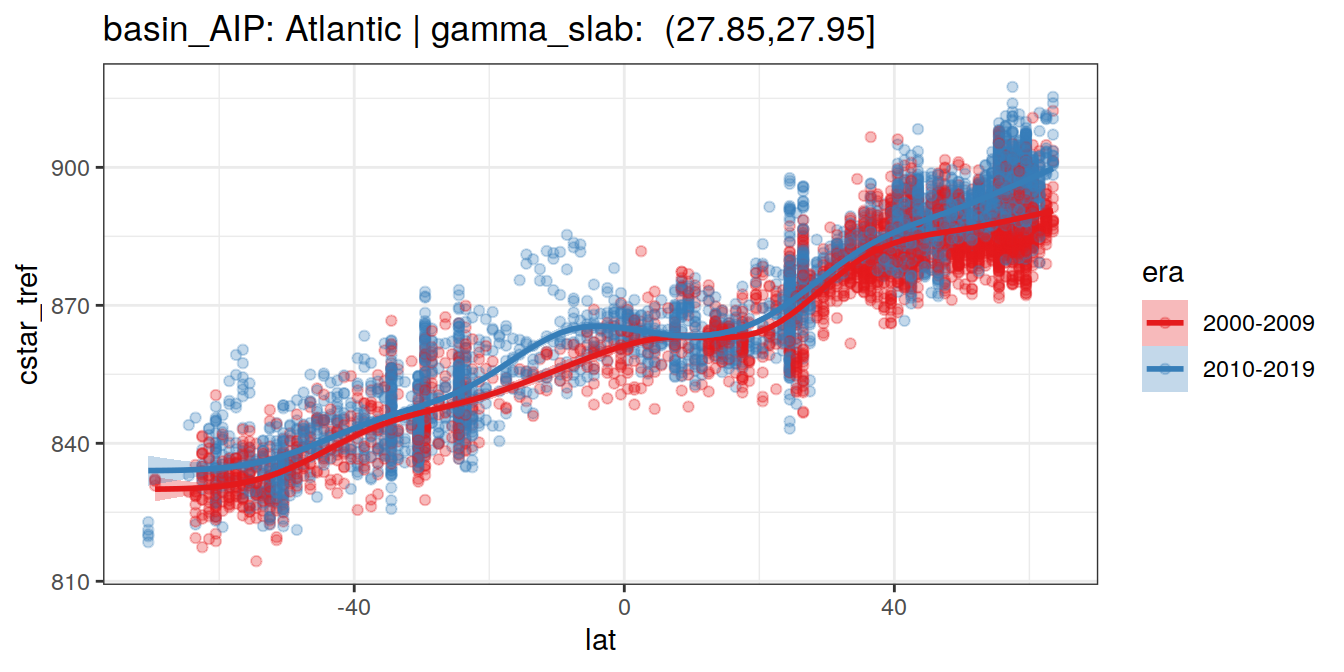 basin_AIP: Atlantic | gamma_slab:  (27.85,27.95]
cstar_tref
900
870
840
810
-40
0
40
lat
era
2000-2009
2010-2019